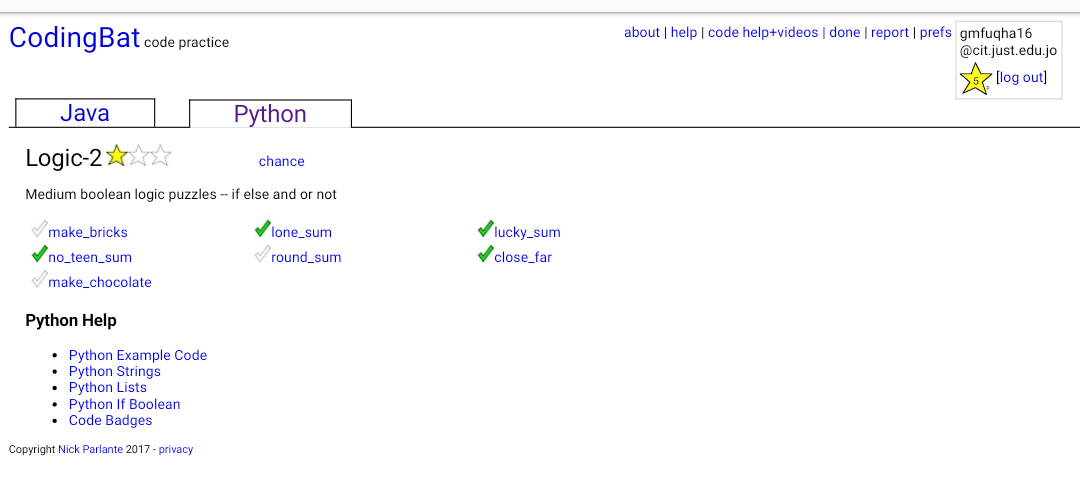 CodingBat code practice
about | help | code help+videos | done | report | prefs
gmfuqha16
@cit.just.edu.jo
5 P [log out]
Java Python
Logic-2 chance
Medium boolean logic puzzles -- if else and or not
make_bricks lone_sum lucky_sum
no_teen_sum round_sum close_far
make_chocolate
Python Help
• Python Example Code
• Python Strings
• Python Lists
• Python If Boolean
• Code Badges
Copyright Nick Parlante 2017 - privacy